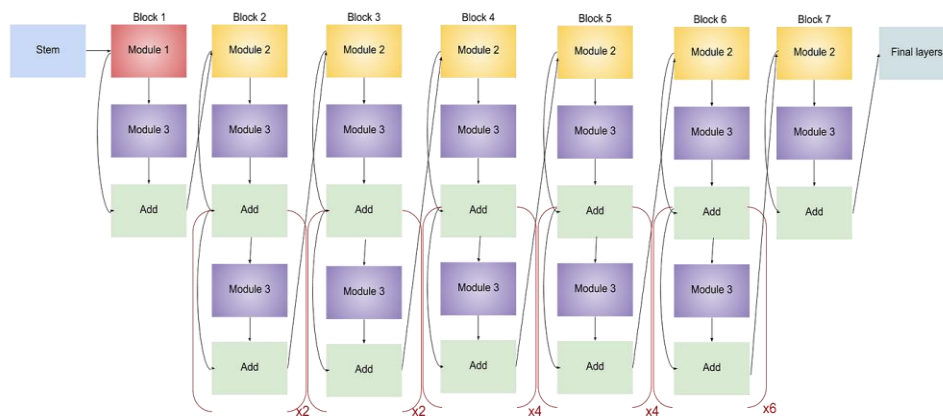 Block 1 Block 2 Block 3 Block 4 Block 5 Block 6 Block 7
Stem Module 1 Module 2 Module 2 Module 2 Module 2 Module 2 Module 2 Final layers
Module 3 Module 3 Module 3 Module 3 Module 3 Module 3 Module 3
Add Add Add Add Add Add Add
Module 3 Module 3 Module 3 Module 3 Module 3
Add Add Add Add Add
x2 x2 x4 x4 x6